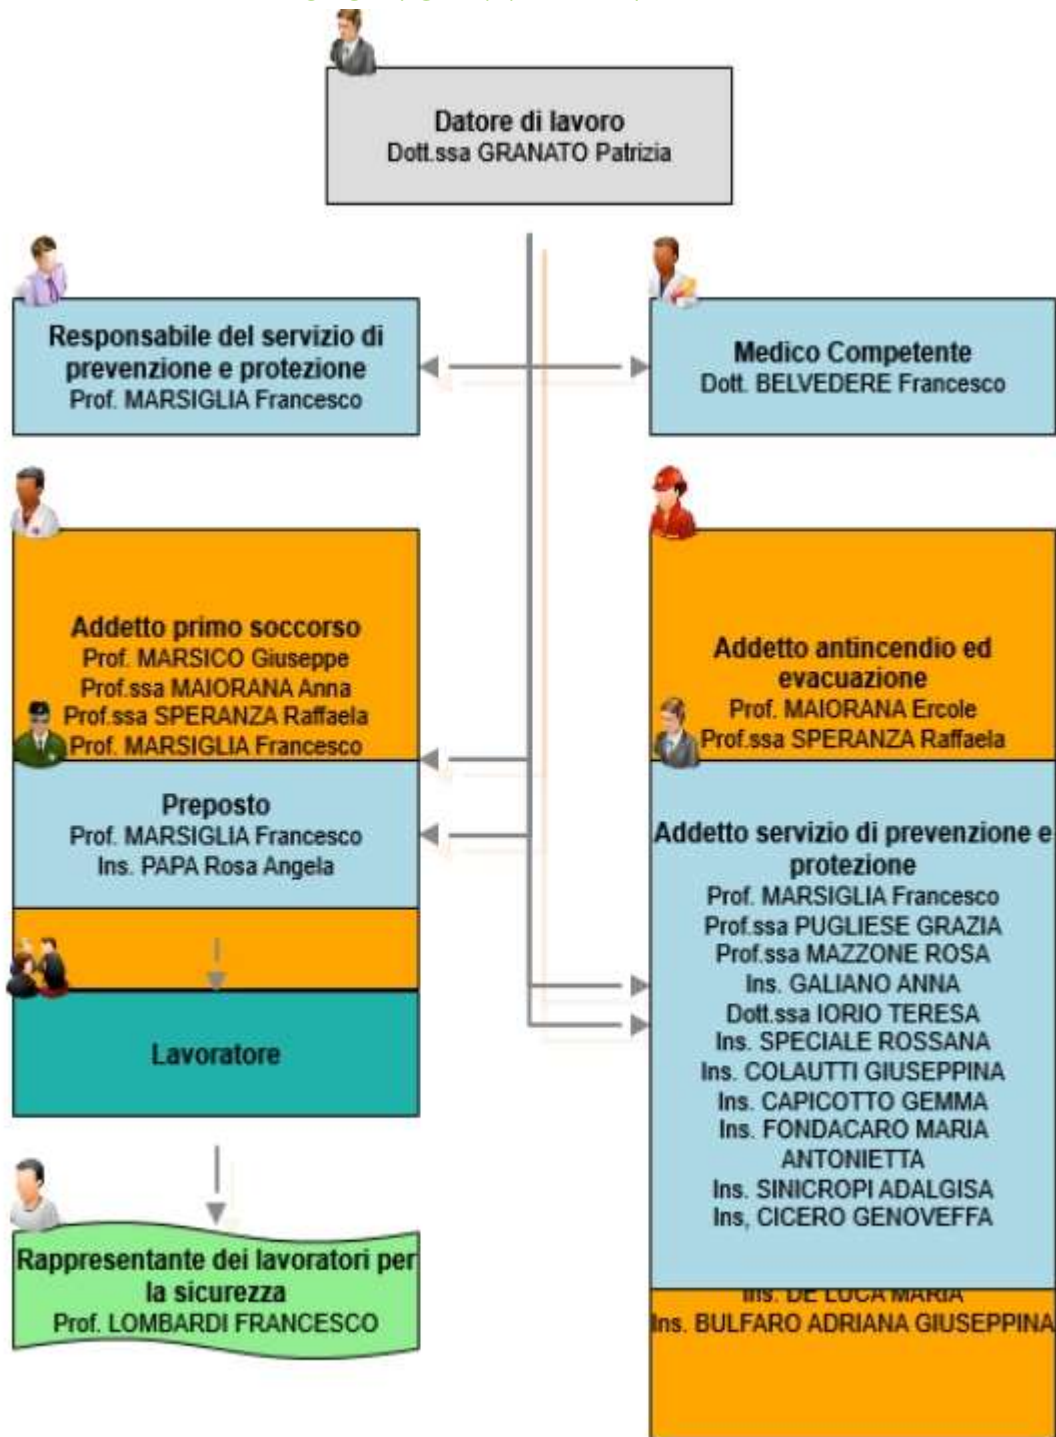 Datore di lavoro
Dott.ssa GRANATO Patrizia
Responsabile del servizio di
prevenzione e protezione
Prof. MARSIGLIA Francesco
Medico Competente
Dott. BELVEDERE Francesco
Addetto primo soccorso
Prof. MARSICO Giuseppe
Prof.ssa MAIORANA Anna
Prof.ssa SPERANZA Raffaela
Prof. MARSIGLIA Francesco
Addetto antincendio ed
evacuazione
Prof. MAIORANA Ercole
Prof.ssa SPERANZA Raffaela
Preposto
Prof. MARSIGLIA Francesco
Ins. PAPA Rosa Angela
Addetto servizio di prevenzione e
protezione
Prof. MARSIGLIA Francesco
Prof.ssa PUGLIESE GRAZIA
Prof.ssa MAZZONE ROSA
Ins. GALIANO ANNA
Dott.ssa IORIO TERESA
Ins. SPECIALE ROSSANA
Ins. COLAUTTI GIUSEPPINA
Ins. CAPICOTTO GEMMA
Ins. FONDACARO MARIA
ANTONIETTA
Ins. SINICROPI ADALGISA
Ins, CICERO GENOVEFFA
Ins. DE LUCA MARIA
Ins. BULFARO ADRIANA GIUSEPPINA
Lavoratore
Rappresentante dei lavoratori per
la sicurezza
Prof. LOMBARDI FRANCESCO